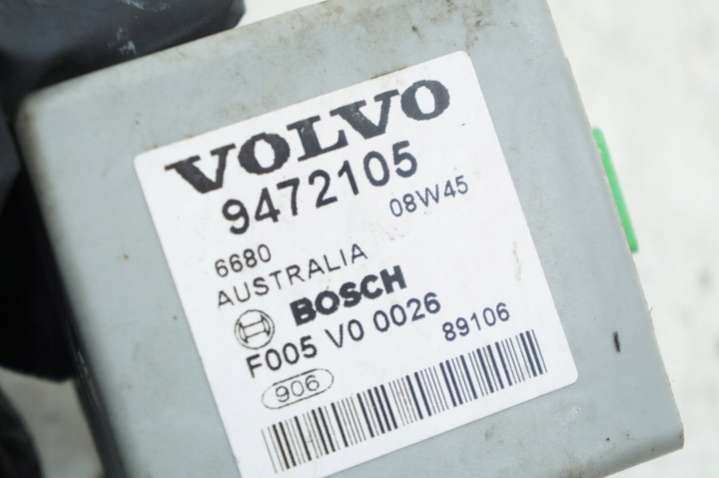 VOLVO
9472105
08W45
6680
AUSTRALIA
BOSCH
F005 V0 0026
89106
906